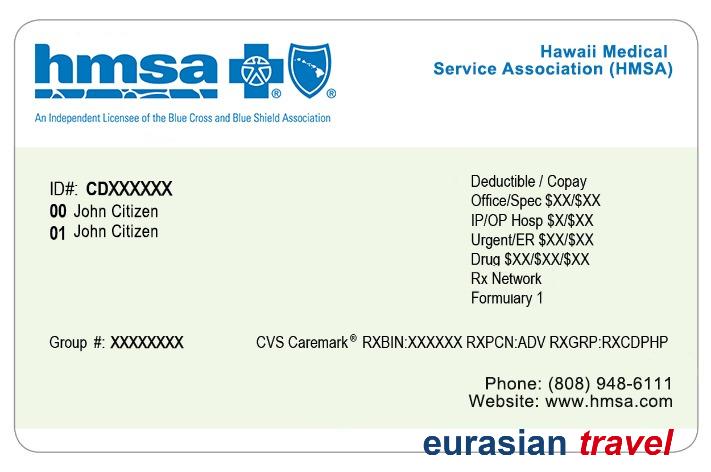 hmsa ® ®
Hawaii Medical
Service Association (HMSA)
An Independent Licensee of the Blue Cross and Blue Shield Association
ID#: CDXXXXXX
00 John Citizen
01 John Citizen
Deductible / Copay
Office/Spec $XX/$XX
IP/OP Hosp $X/$XX
Urgent/ER $XX/$XX
Drug $XX/$XX/$XX
Rx Network
Formulary 1
Group #: XXXXXXXX
CVS Caremark® RXBIN:XXXXXX RXPCN:ADV RXGRP:RXCDPHP
Phone: (808) 948-6111
Website: www.hmsa.com
eurasian travel